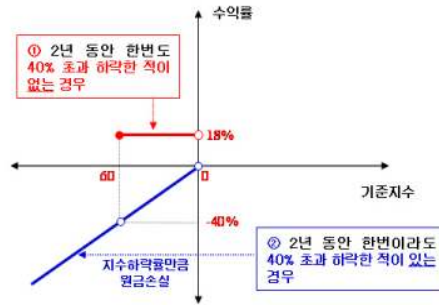 수익률
① 2년 동안 한번도
40% 초과 하락한 적이
없는 경우
18%
60
0
기준지수
-40%
② 2년 동안 한번이라도
40% 초과 하락한 적이 있는
경우
지수하락률만큼
원금손실